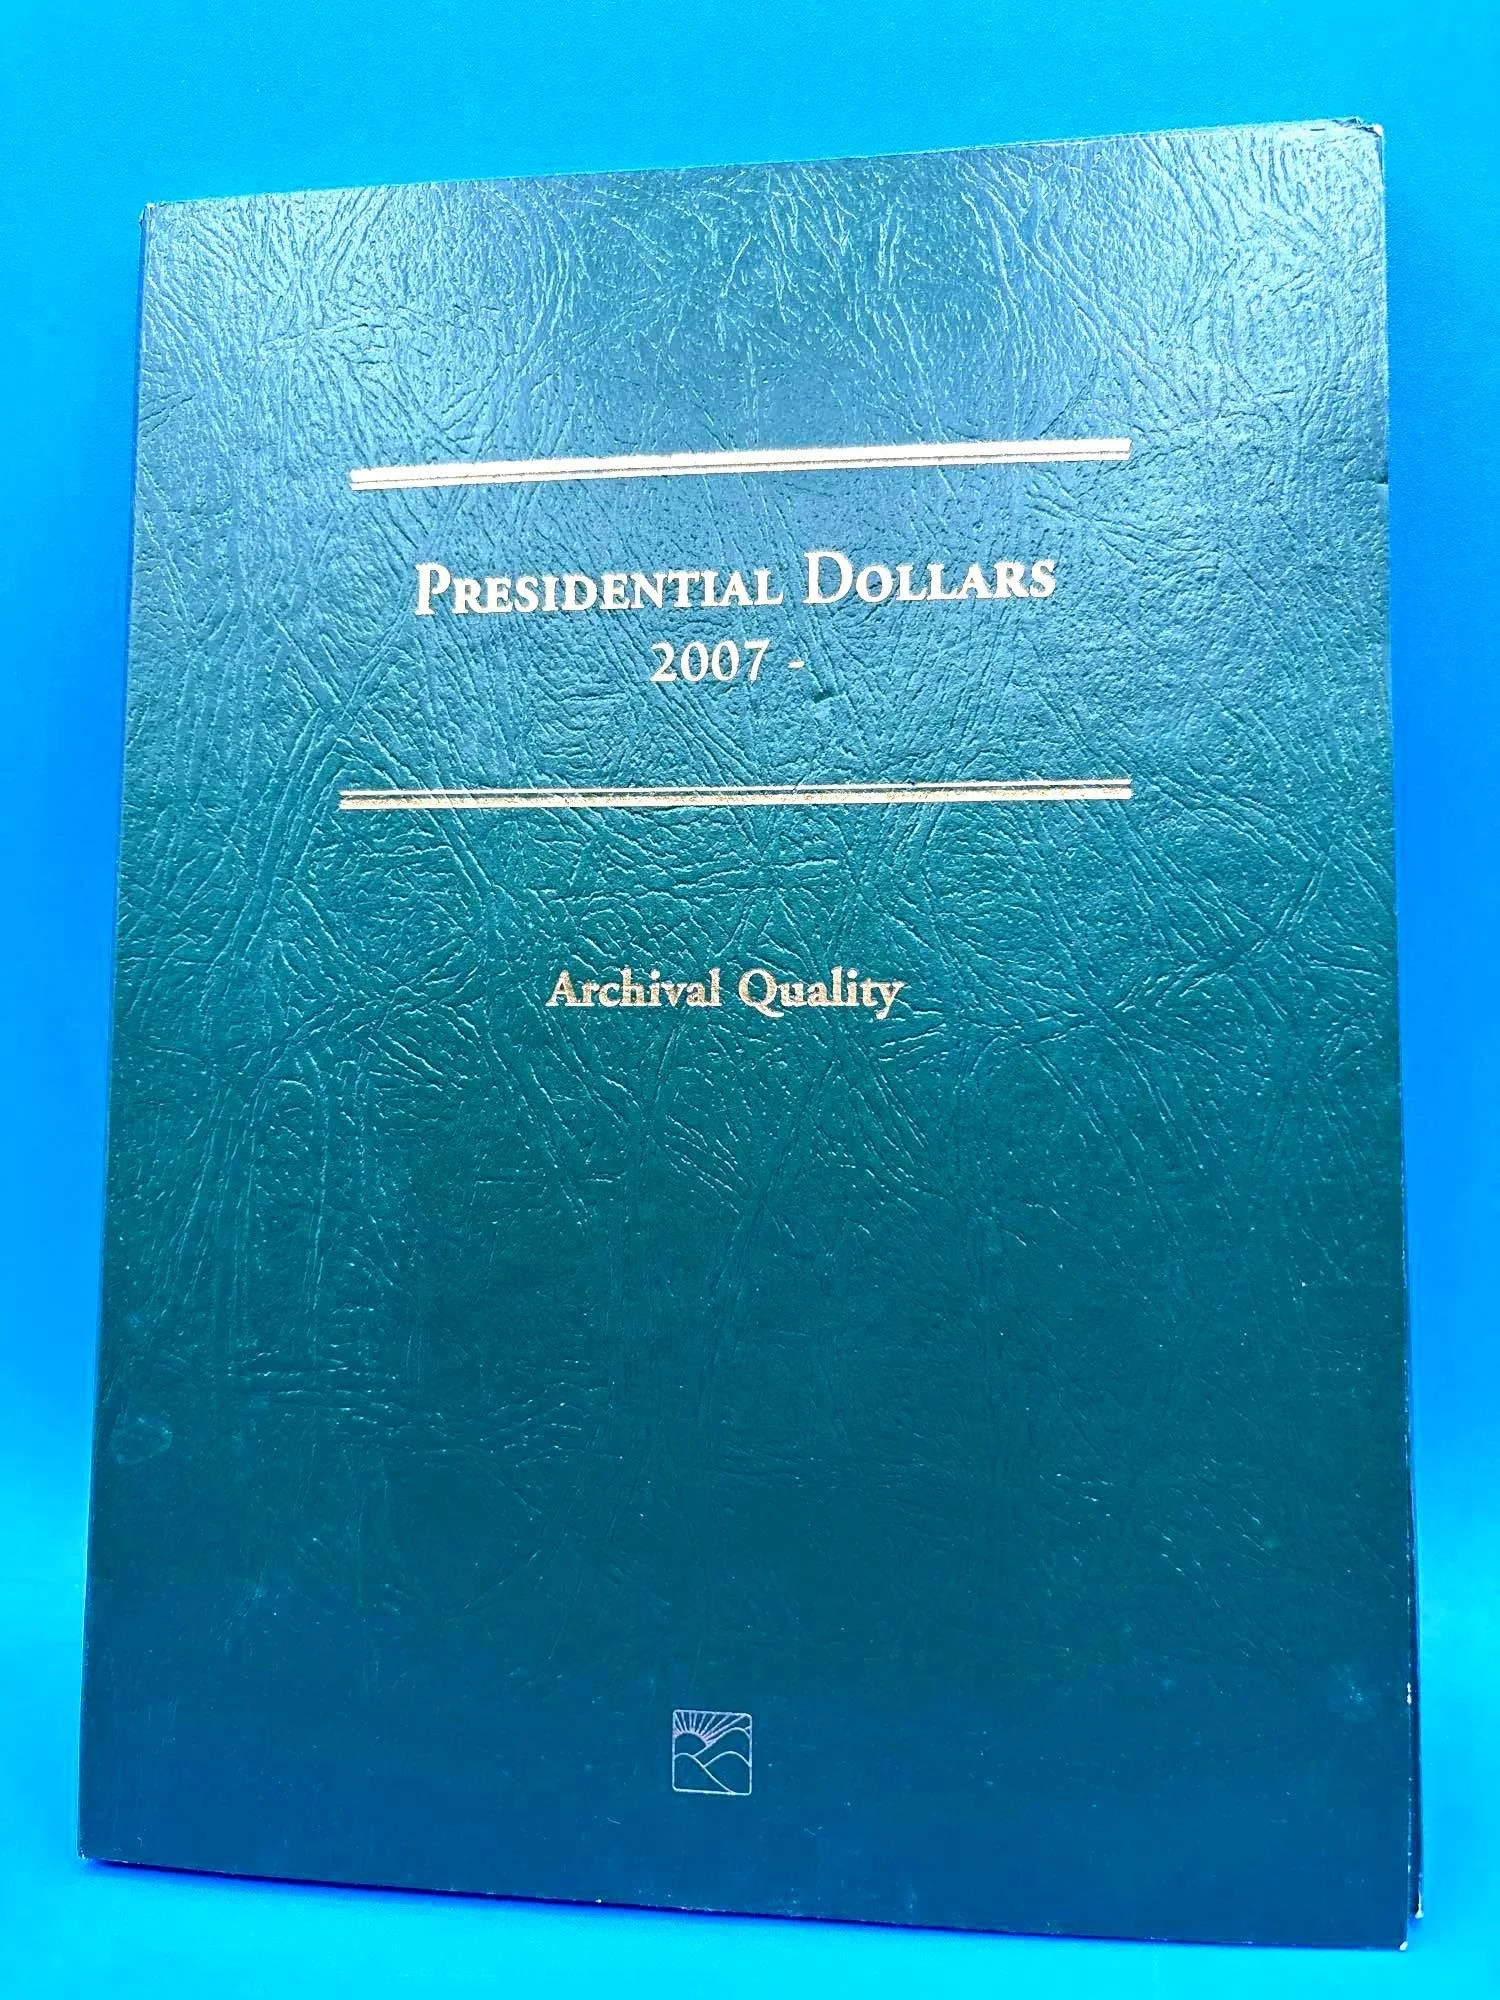 PRESIDENTIAL DOLLARS
2007 -
Archival Quality